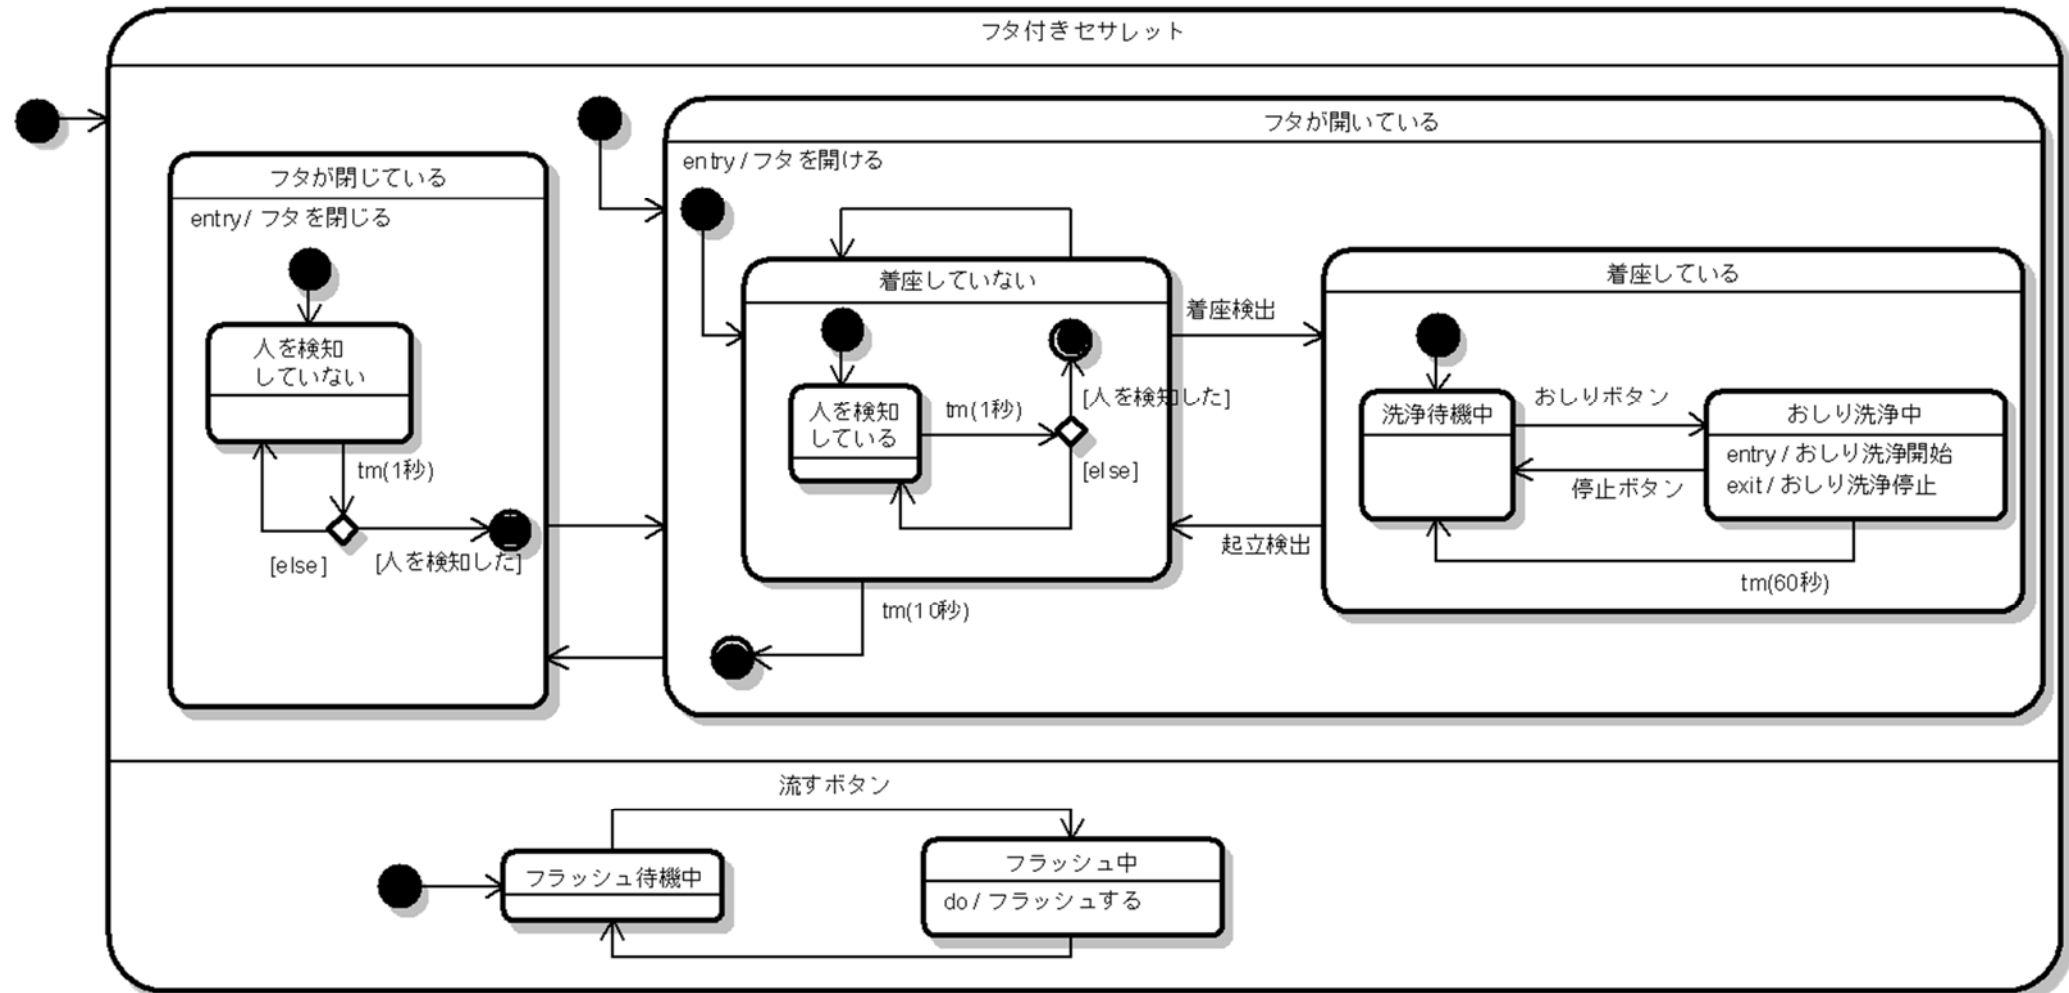 フタ付きセサレット
フタが閉じている
entry / フタを閉じる
人を検知
していない
tm(1秒)
[else]
[人を検知した]
フタが開いている
entry / フタを開ける
着座していない
人を検知
している
tm(1秒)
[人を検知した]
[else]
tm(10秒)
着座検出
起立検出
着座している
洗浄待機中
おしりボタン
停止ボタン
おしり洗浄中
entry / おしり洗浄開始
exit / おしり洗浄停止
tm(60秒)
流すボタン
フラッシュ待機中
フラッシュ中
do / フラッシュする